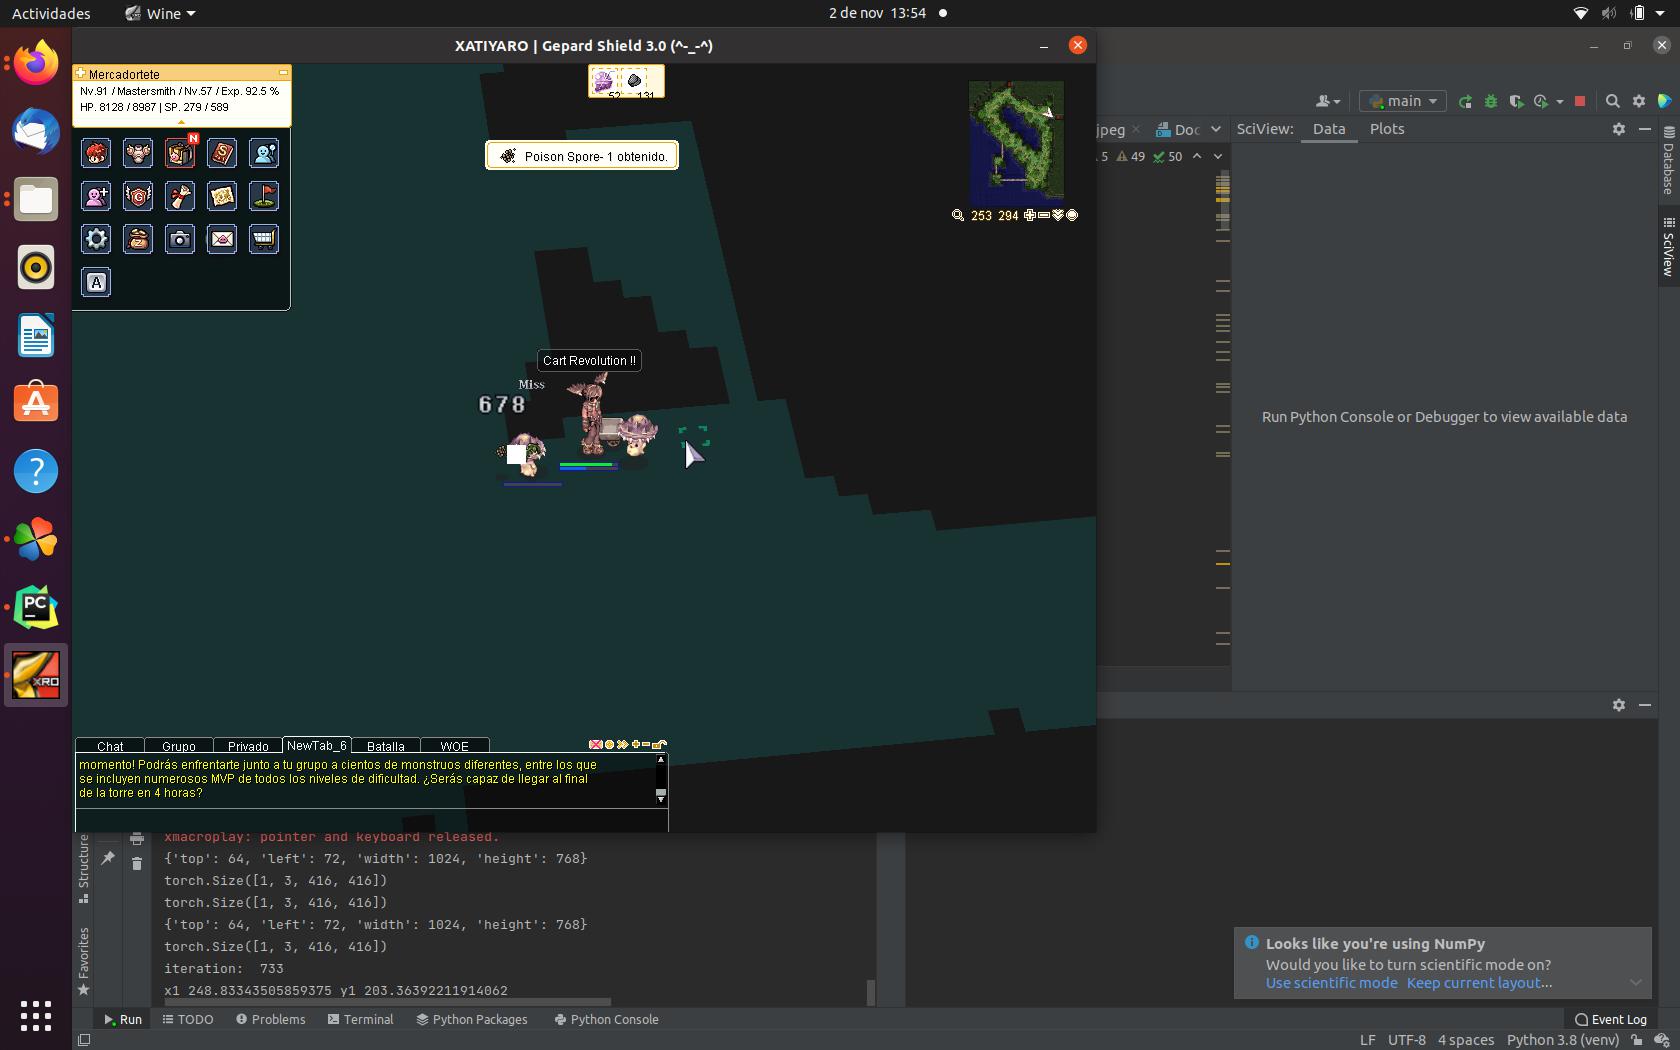 Actividades
Wine
2 de nov 13:54
XATIYARO | Gepard Shield 3.0 (^-_-^)
Mercadortete
Nv.91 / Mastersmith / Nv.57 / Exp. 92.5 %
HP. 8128 / 8987 | SP. 279 / 589
N
A
52
131
Poison Spore- 1 obtenido.
253 294
Cart Revolution !!
Miss
678
Chat
Grupo
Privado
NewTab_6
Batalla
WOE
momento! Podrás enfrentarte junto a tu grupo a cientos de monstruos diferentes, entre los que
se incluyen numerosos MVP de todos los niveles de dificultad. ¿Serás capaz de llegar al final
de la torre en 4 horas?
main
jpeg
Doc
SciView:
Data
Plots
5
49
50
Database
SciView
Run Python Console or Debugger to view available data
PC
XRO
Structure
Favorites
xmacroplay: pointer and keyboard released.
{'top': 64, 'left': 72, 'width': 1024, 'height': 768}
torch.Size([1, 3, 416, 416])
torch.Size([1, 3, 416, 416])
{'top': 64, 'left': 72, 'width': 1024, 'height': 768}
torch.Size([1, 3, 416, 416])
iteration:  733
x1 248.83343505859375 y1 203.36392211914062
Looks like you're using NumPy
Would you like to turn scientific mode on?
Use scientific mode Keep current layout...
Run
TODO
Problems
Terminal
Python Packages
Python Console
Event Log
LF UTF-8 4 spaces Python 3.8 (venv)